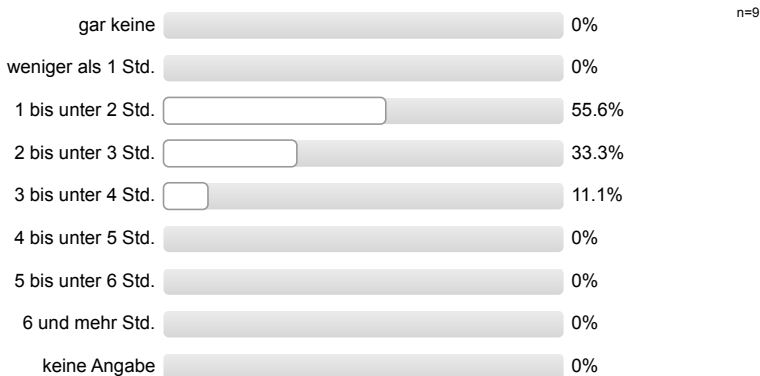 n=9
gar keine 0%
weniger als 1 Std. 0%
1 bis unter 2 Std. 55.6%
2 bis unter 3 Std. 33.3%
3 bis unter 4 Std. 11.1%
4 bis unter 5 Std. 0%
5 bis unter 6 Std. 0%
6 und mehr Std. 0%
keine Angabe 0%